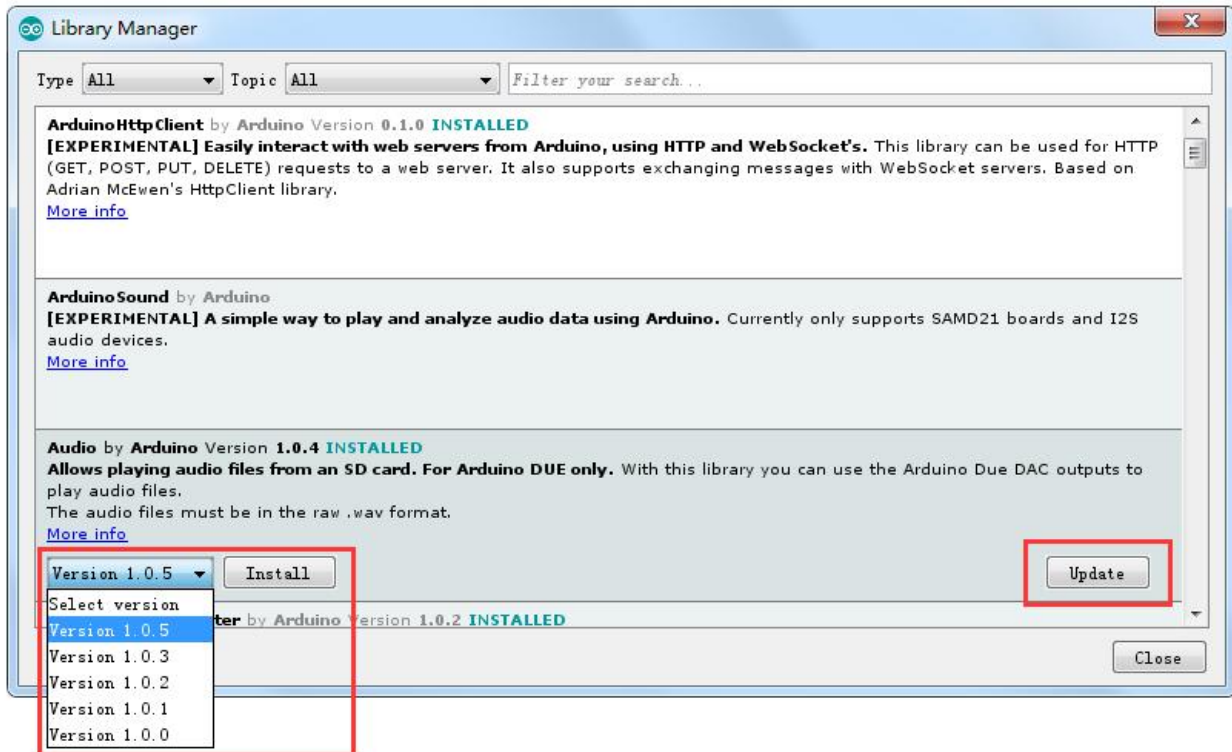 Library Manager
Type All Topic All Filter your search...
ArduinoHttpClient by Arduino Version 0.1.0 INSTALLED
[EXPERIMENTAL] Easily interact with web servers from Arduino, using HTTP and WebSocket's. This library can be used for HTTP
(GET, POST, PUT, DELETE) requests to a web server. It also supports exchanging messages with WebSocket servers. Based on
Adrian McEwen's HttpClient library.
More info
ArduinoSound by Arduino
[EXPERIMENTAL] A simple way to play and analyze audio data using Arduino. Currently only supports SAMD21 boards and I2S
audio devices.
More info
Audio by Arduino Version 1.0.4 INSTALLED
Allows playing audio files from an SD card. For Arduino DUE only. With this library you can use the Arduino Due DAC outputs to
play audio files.
The audio files must be in the raw .wav format.
More info
Version 1.0.5 Install Update
Select version
ter by Arduino Version 1.0.2 INSTALLED
Version 1.0.5
Version 1.0.3
Close
Version 1.0.2
Version 1.0.1
Version 1.0.0